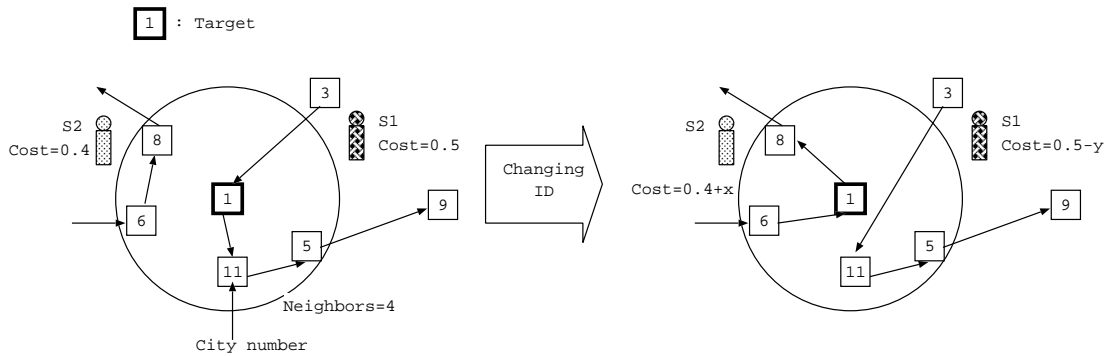 1 : Target
3
S2
Cost=0.4
8
S1
Cost=0.5
1
6
9
5
11
Neighbors=4
City number
Changing
ID
3
S2
8
S1
Cost=0.5-y
Cost=0.4+x
1
6
9
5
11